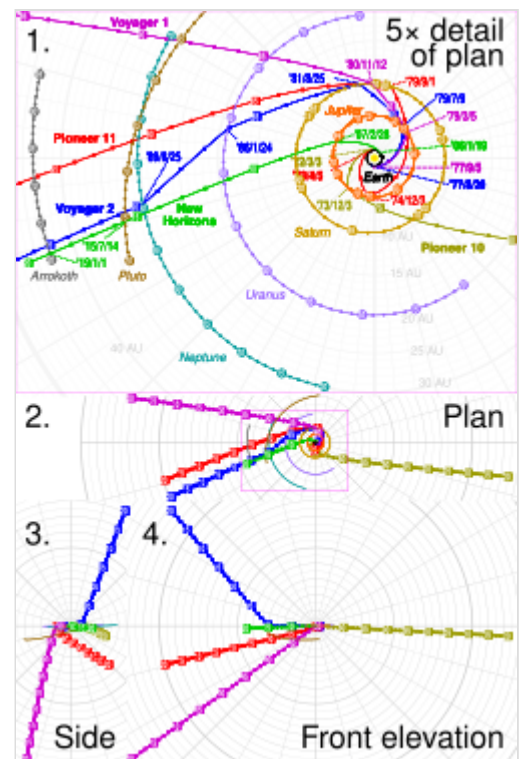 1.
Voyager 1
5× detail
of plan
'80/11/12
'81/8/25
'79/9/1
'79/7/9
'79/3/5
Jupiter
Pioneer 11
'07/2/28
'89/8/25
'86/1/24
'77/9/5
Earth
'77/8/20
'74/12/3
'73/12/3
Voyager 2
New
Horizons
Saturn
Pioneer 10
'15/7/14
'19/1/1
Arrokoth
Pluto
Uranus
Neptune
10 AU
15 AU
20 AU
25 AU
30 AU
40 AU
2.
Plan
3.
4.
Side
Front elevation